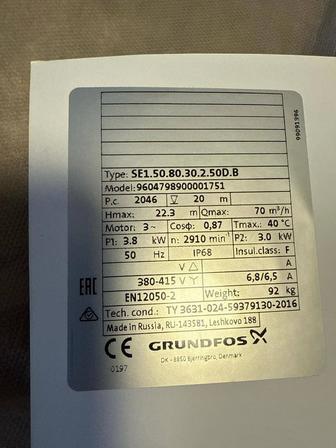 Type: SE1.50.80.30.2.50D.B
Model: 9604798900001751
P.c. 2046 ▽ 20 m
Hmax: 22.3 m Qmax: 70 m³/h
Motor: 3~ Cosφ: 0,87 Tmax.: 40 °C
P1: 3.8 kW n: 2910 min⁻¹ P2: 3.0 kW
50 Hz IP68 Insul.class: F
V △ A
380-415 V Y 6,8/6,5 A
EN12050-2 Weight: 92 kg
Tech. cond.: TY 3631-024-59379130-2016
Made in Russia, RU-143581, Leshkovo 188
EAC
CE GRUNDFOS X
0197 DK - 8850 Bjerringbro, Denmark
99091396